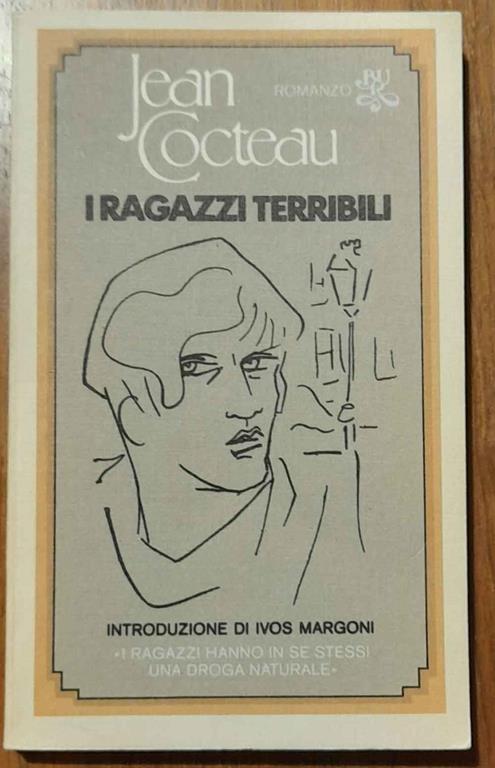 Jean
Cocteau
ROMANZO BUR
I RAGAZZI TERRIBILI
INTRODUZIONE DI IVOS MARGONI
«I RAGAZZI HANNO IN SE STESSI
UNA DROGA NATURALE»